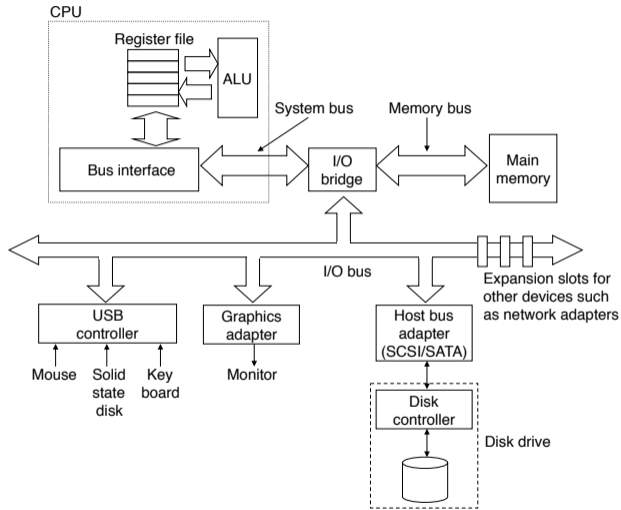 CPU
Register file
ALU
System bus
Memory bus
Bus interface
I/O
bridge
Main
memory
I/O bus
Expansion slots for
other devices such
as network adapters
USB
controller
Graphics
adapter
Host bus
adapter
(SCSI/SATA)
Mouse
Solid
state
disk
Key
board
Monitor
Disk
controller
Disk drive